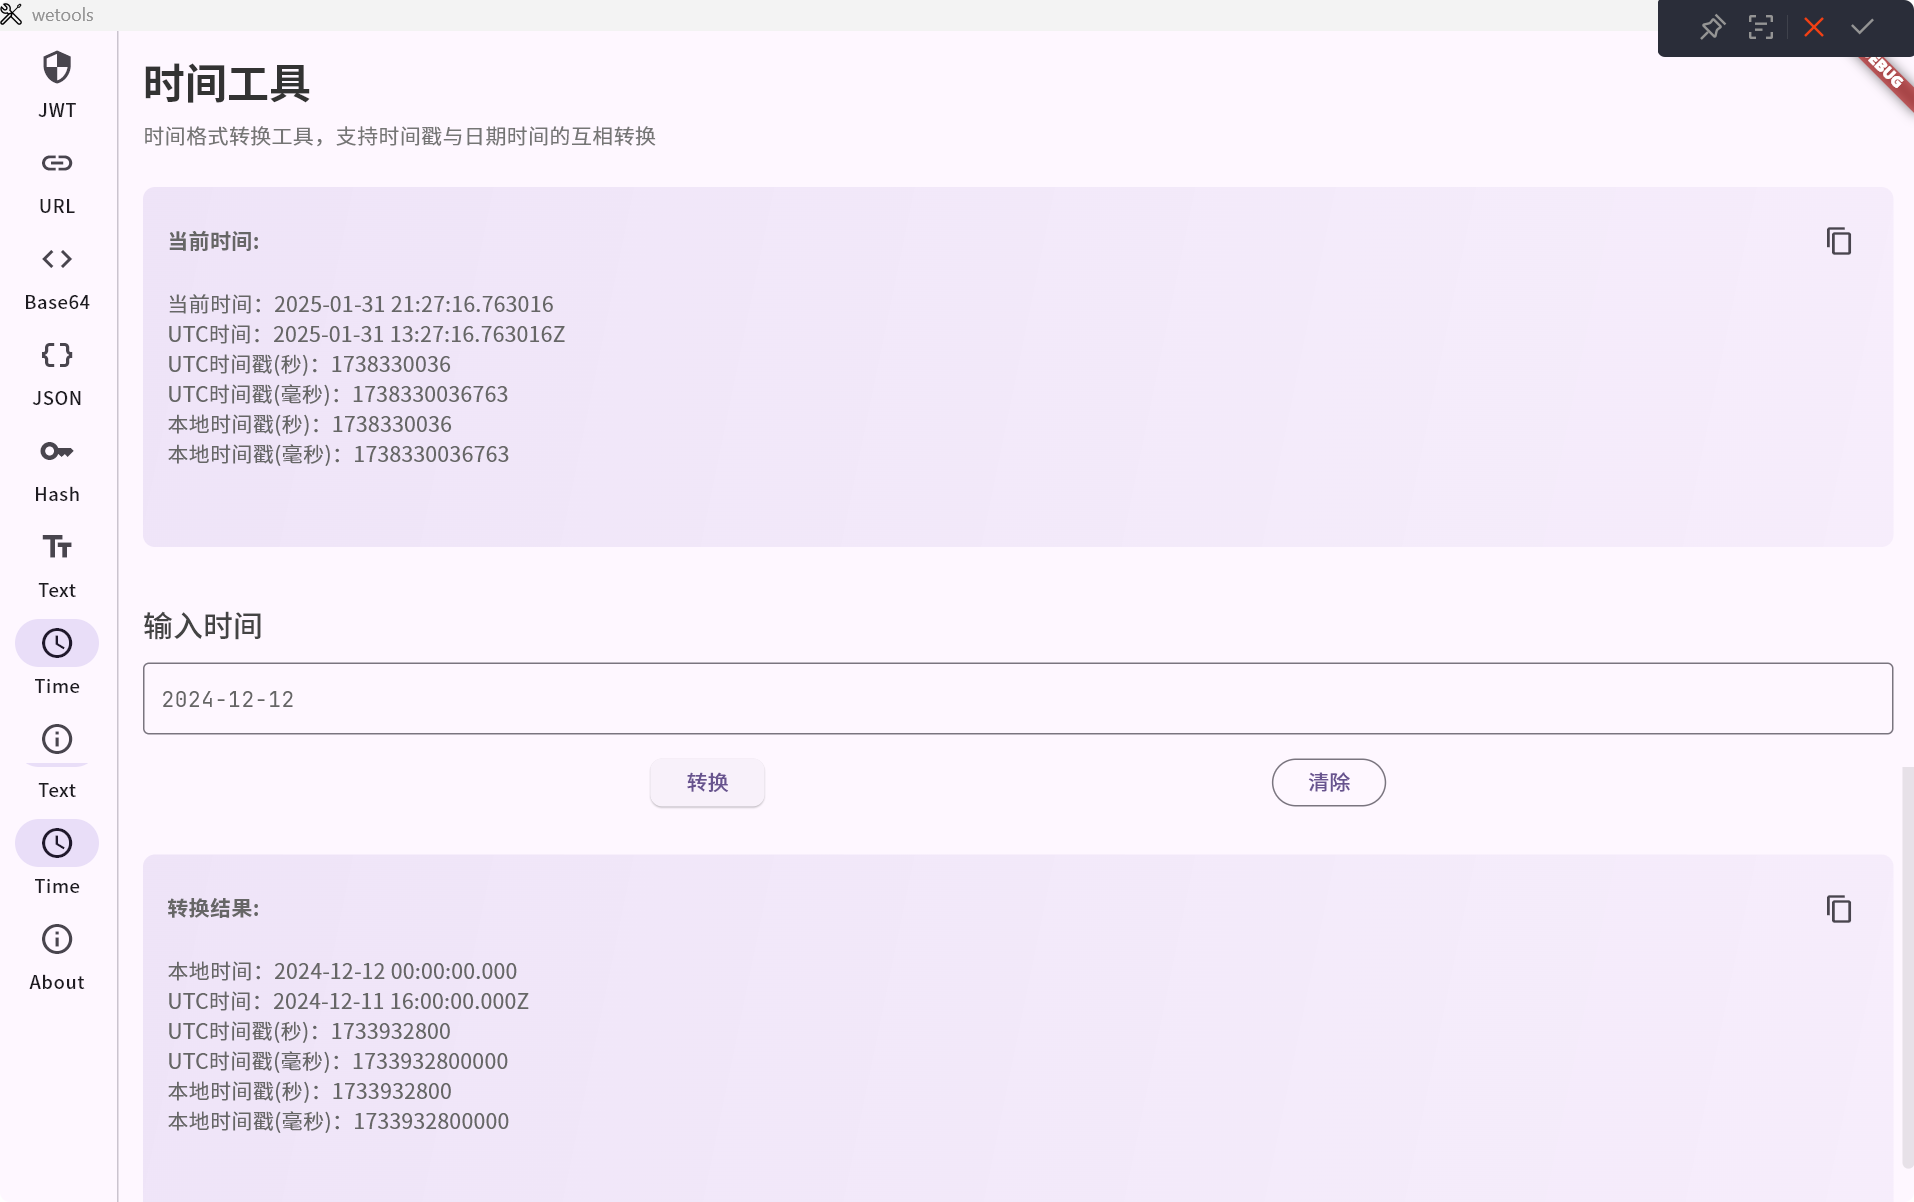 wetools
JWT
URL
Base64
JSON
Hash
Text
Time
Text
Time
About
时间工具
时间格式转换工具，支持时间戳与日期时间的互相转换
当前时间:
当前时间：2025-01-31 21:27:16.763016
UTC时间：2025-01-31 13:27:16.763016Z
UTC时间戳(秒)：1738330036
UTC时间戳(毫秒)：1738330036763
本地时间戳(秒)：1738330036
本地时间戳(毫秒)：1738330036763
输入时间
2024-12-12
转换
清除
转换结果:
本地时间：2024-12-12 00:00:00.000
UTC时间：2024-12-11 16:00:00.000Z
UTC时间戳(秒)：1733932800
UTC时间戳(毫秒)：1733932800000
本地时间戳(秒)：1733932800
本地时间戳(毫秒)：1733932800000